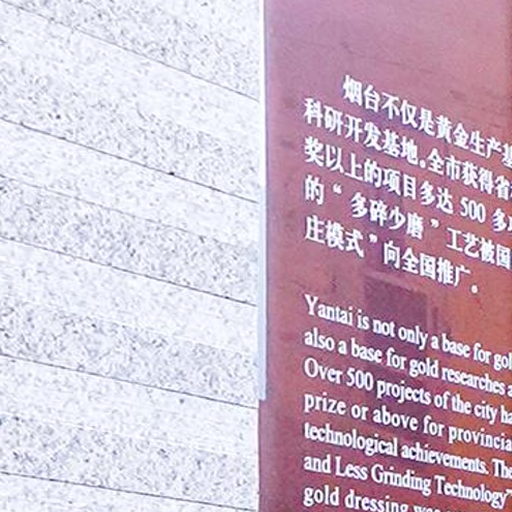 烟台不仅是黄金生产基
科研开发基地。全市获得省
奖以上的项目多达 500 多
的“多碎少磨”工艺被国
庄模式”向全国推广。
Yantai is not only a base for gol
also a base for gold researches a
Over 500 projects of the city ha
prize or above for provincia
technological achievements. The
and Less Grinding Technology"
gold dressing